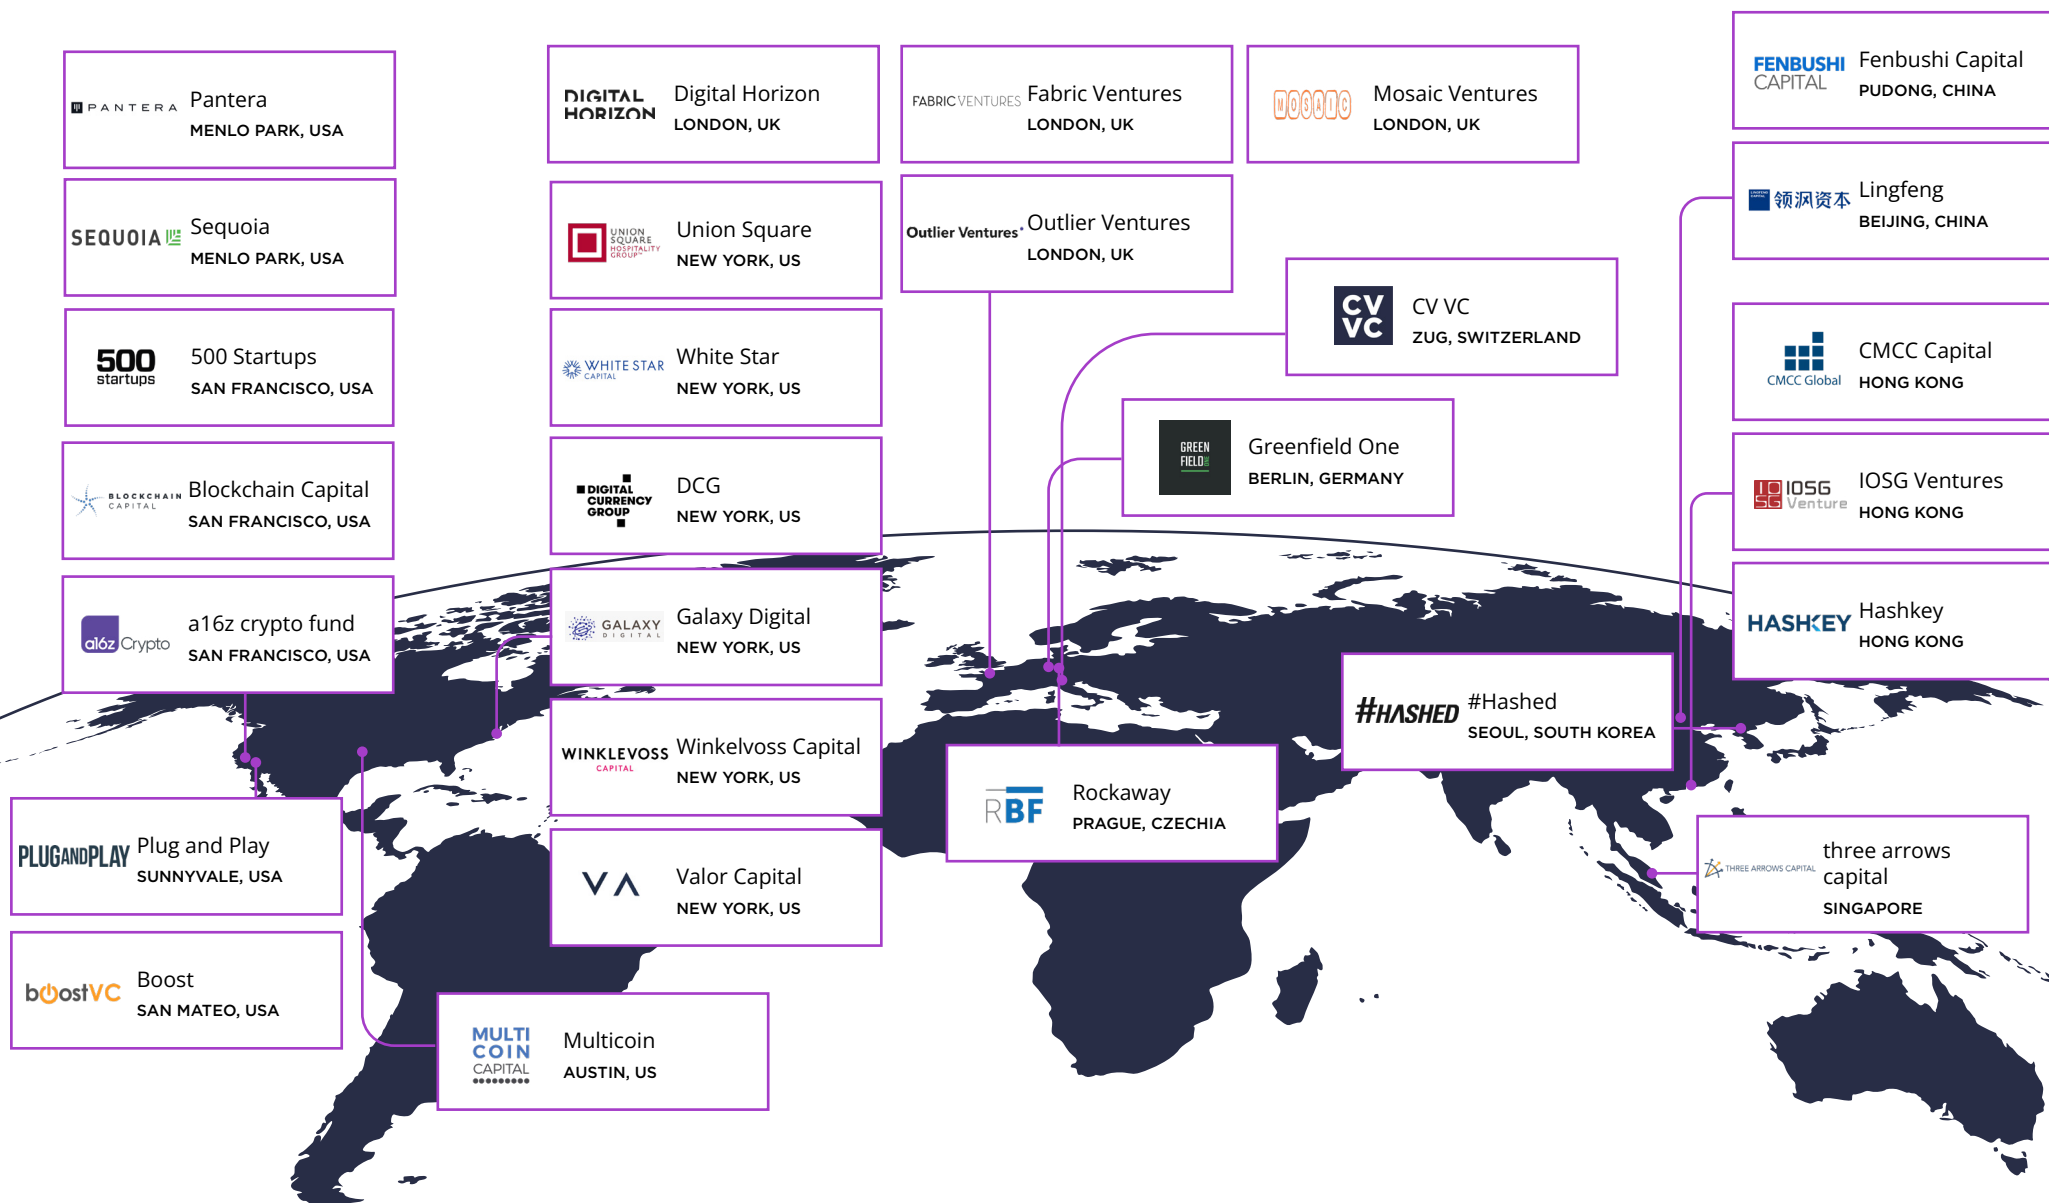 PANTERA
Pantera
MENLO PARK, USA
SEQUOIA
Sequoia
MENLO PARK, USA
500
startups
500 Startups
SAN FRANCISCO, USA
BLOCKCHAIN
CAPITAL
Blockchain Capital
SAN FRANCISCO, USA
a16z Crypto
a16z crypto fund
SAN FRANCISCO, USA
PLUGANDPLAY
Plug and Play
SUNNYVALE, USA
boostVC
Boost
SAN MATEO, USA
DIGITAL
HORIZON
Digital Horizon
LONDON, UK
UNION
SQUARE
HOSPITALITY
GROUP™
Union Square
NEW YORK, US
WHITE STAR
CAPITAL
White Star
NEW YORK, US
DIGITAL
CURRENCY
GROUP
DCG
NEW YORK, US
GALAXY
DIGITAL
Galaxy Digital
NEW YORK, US
WINKLEVOSS
CAPITAL
Winkelvoss Capital
NEW YORK, US
VA
Valor Capital
NEW YORK, US
MULTI
COIN
CAPITAL
Multicoin
AUSTIN, US
FABRIC VENTURES
Fabric Ventures
LONDON, UK
Outlier Ventures
Outlier Ventures
LONDON, UK
MOSAIC
Mosaic Ventures
LONDON, UK
CV
VC
CV VC
ZUG, SWITZERLAND
GREEN
FIELD ONE
Greenfield One
BERLIN, GERMANY
RBF
Rockaway
PRAGUE, CZECHIA
#HASHED
#Hashed
SEOUL, SOUTH KOREA
FENBUSHI
CAPITAL
Fenbushi Capital
PUDONG, CHINA
领沨资本
Lingfeng
BEIJING, CHINA
CMCC Global
CMCC Capital
HONG KONG
IOSG
Venture
IOSG Ventures
HONG KONG
HASHKEY
Hashkey
HONG KONG
THREE ARROWS CAPITAL
three arrows
capital
SINGAPORE